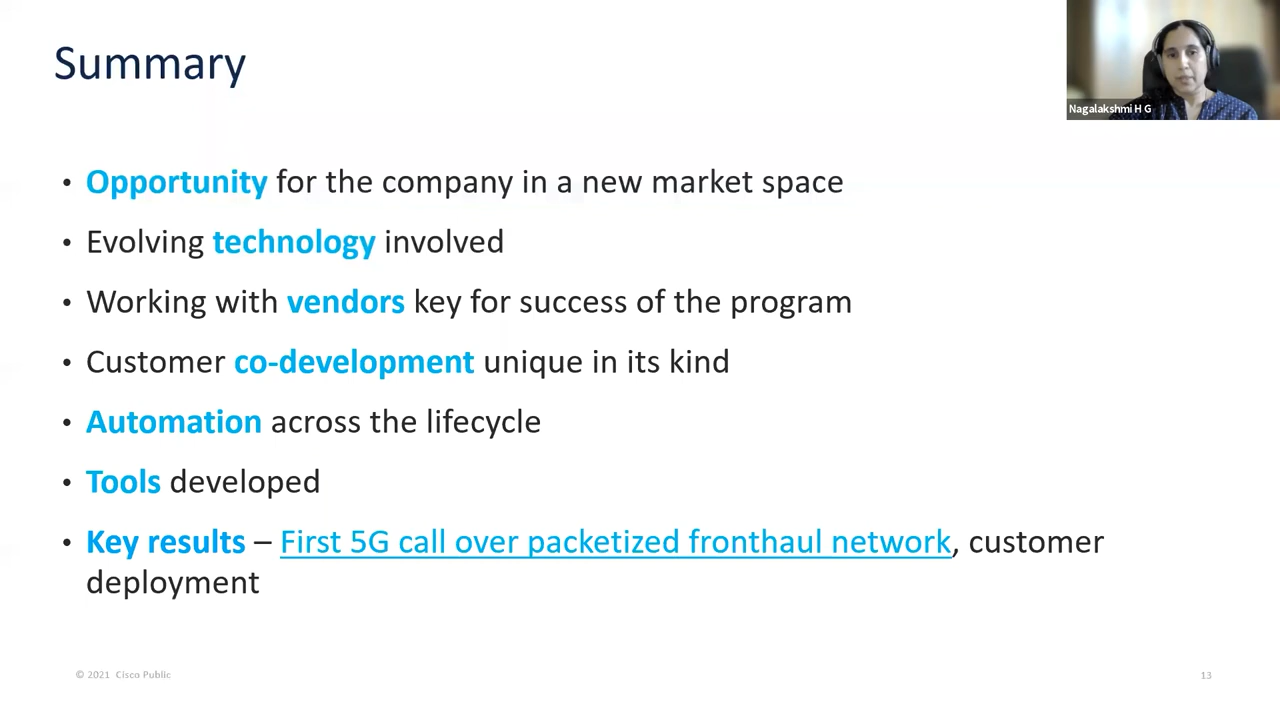 Summary
Nagalakshmi H G
• Opportunity for the company in a new market space
• Evolving technology involved
• Working with vendors key for success of the program
• Customer co-development unique in its kind
• Automation across the lifecycle
• Tools developed
• Key results – First 5G call over packetized fronthaul network, customer
deployment
© 2021 Cisco Public
13